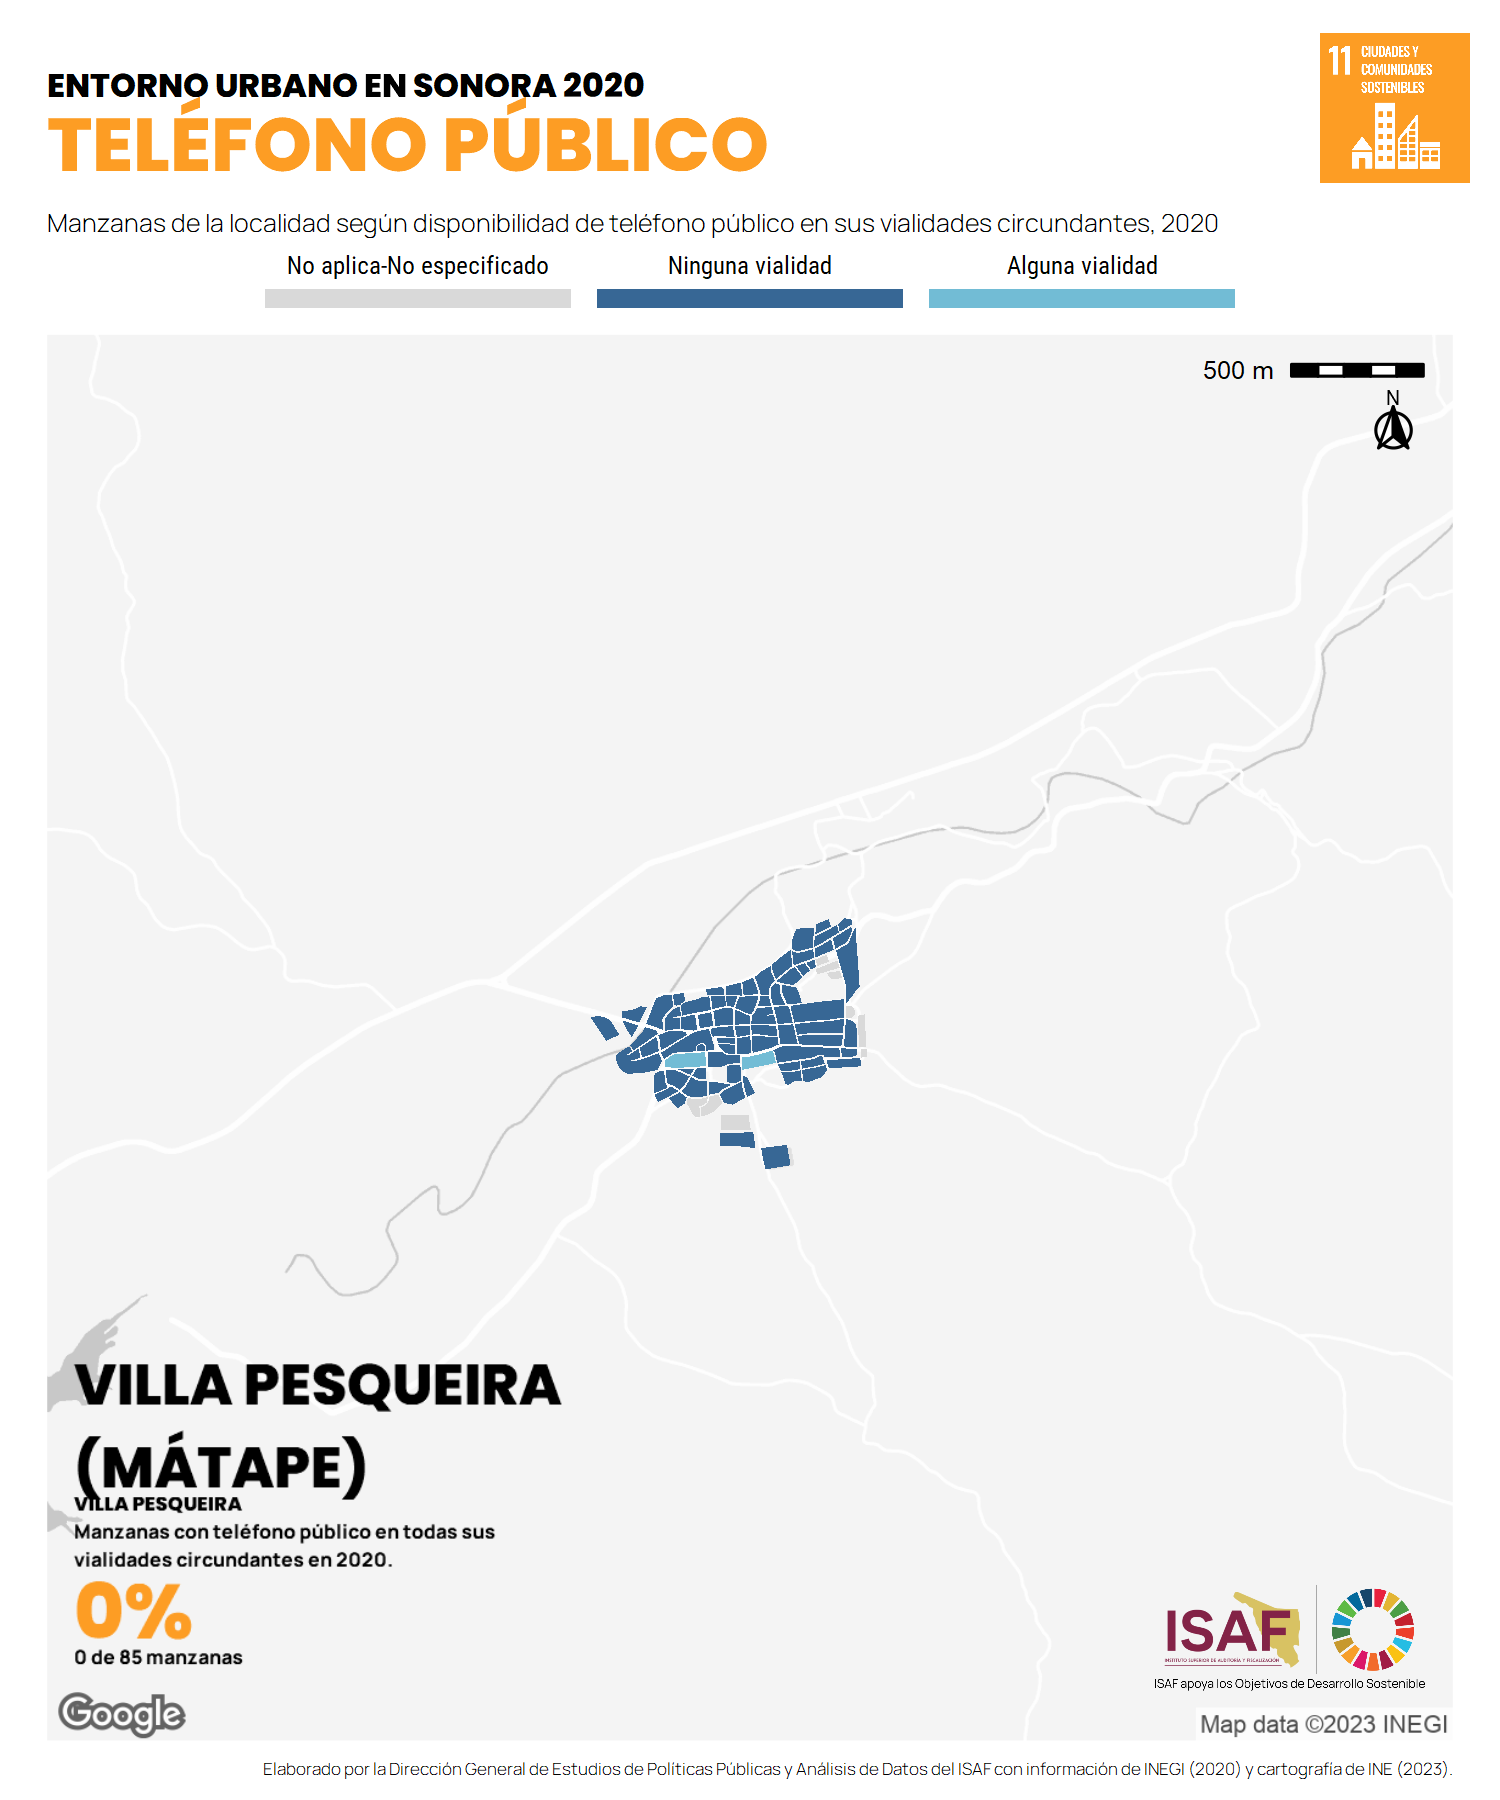 ENTORNO URBANO EN SONORA 2020
TELÉFONO PÚBLICO
11 CIUDADES Y
COMUNIDADES
SOSTENIBLES
Manzanas de la localidad según disponibilidad de teléfono público en sus vialidades circundantes, 2020
No aplica-No especificado
Ninguna vialidad
Alguna vialidad
500 m
N
VILLA PESQUEIRA
(MÁTAPE)
VILLA PESQUEIRA
Manzanas con teléfono público en todas sus
vialidades circundantes en 2020.
0%
0 de 85 manzanas
ISAF
INSTITUTO SUPERIOR DE AUDITORÍA Y FISCALIZACIÓN
ISAF apoya los Objetivos de Desarrollo Sostenible
Google
Map data ©2023 INEGI
Elaborado por la Dirección General de Estudios de Políticas Públicas y Análisis de Datos del ISAF con información de INEGI (2020) y cartografía de INE (2023).